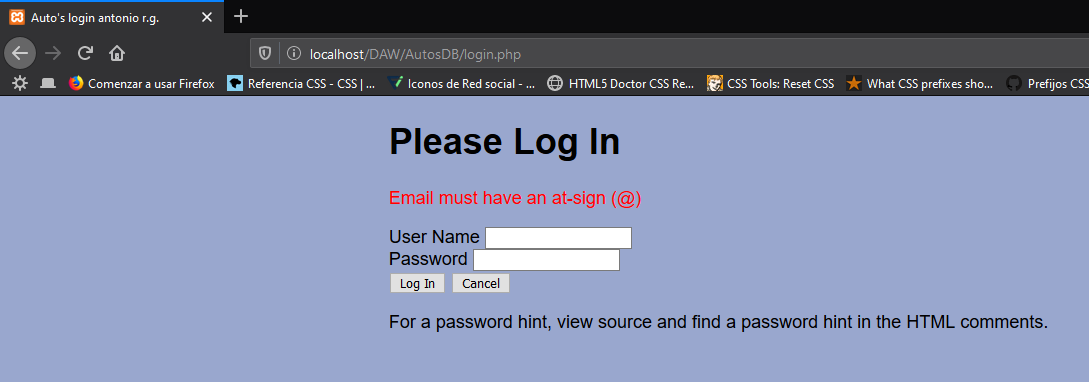 Auto's login antonio r.g.
localhost/DAW/AutosDB/login.php
Comenzar a usar Firefox Referencia CSS - CSS | ... Iconos de Red social - ... HTML5 Doctor CSS Re... CSS Tools: Reset CSS What CSS prefixes sho... Prefijos CSS
Please Log In
Email must have an at-sign (@)
User Name
Password
Log In Cancel
For a password hint, view source and find a password hint in the HTML comments.